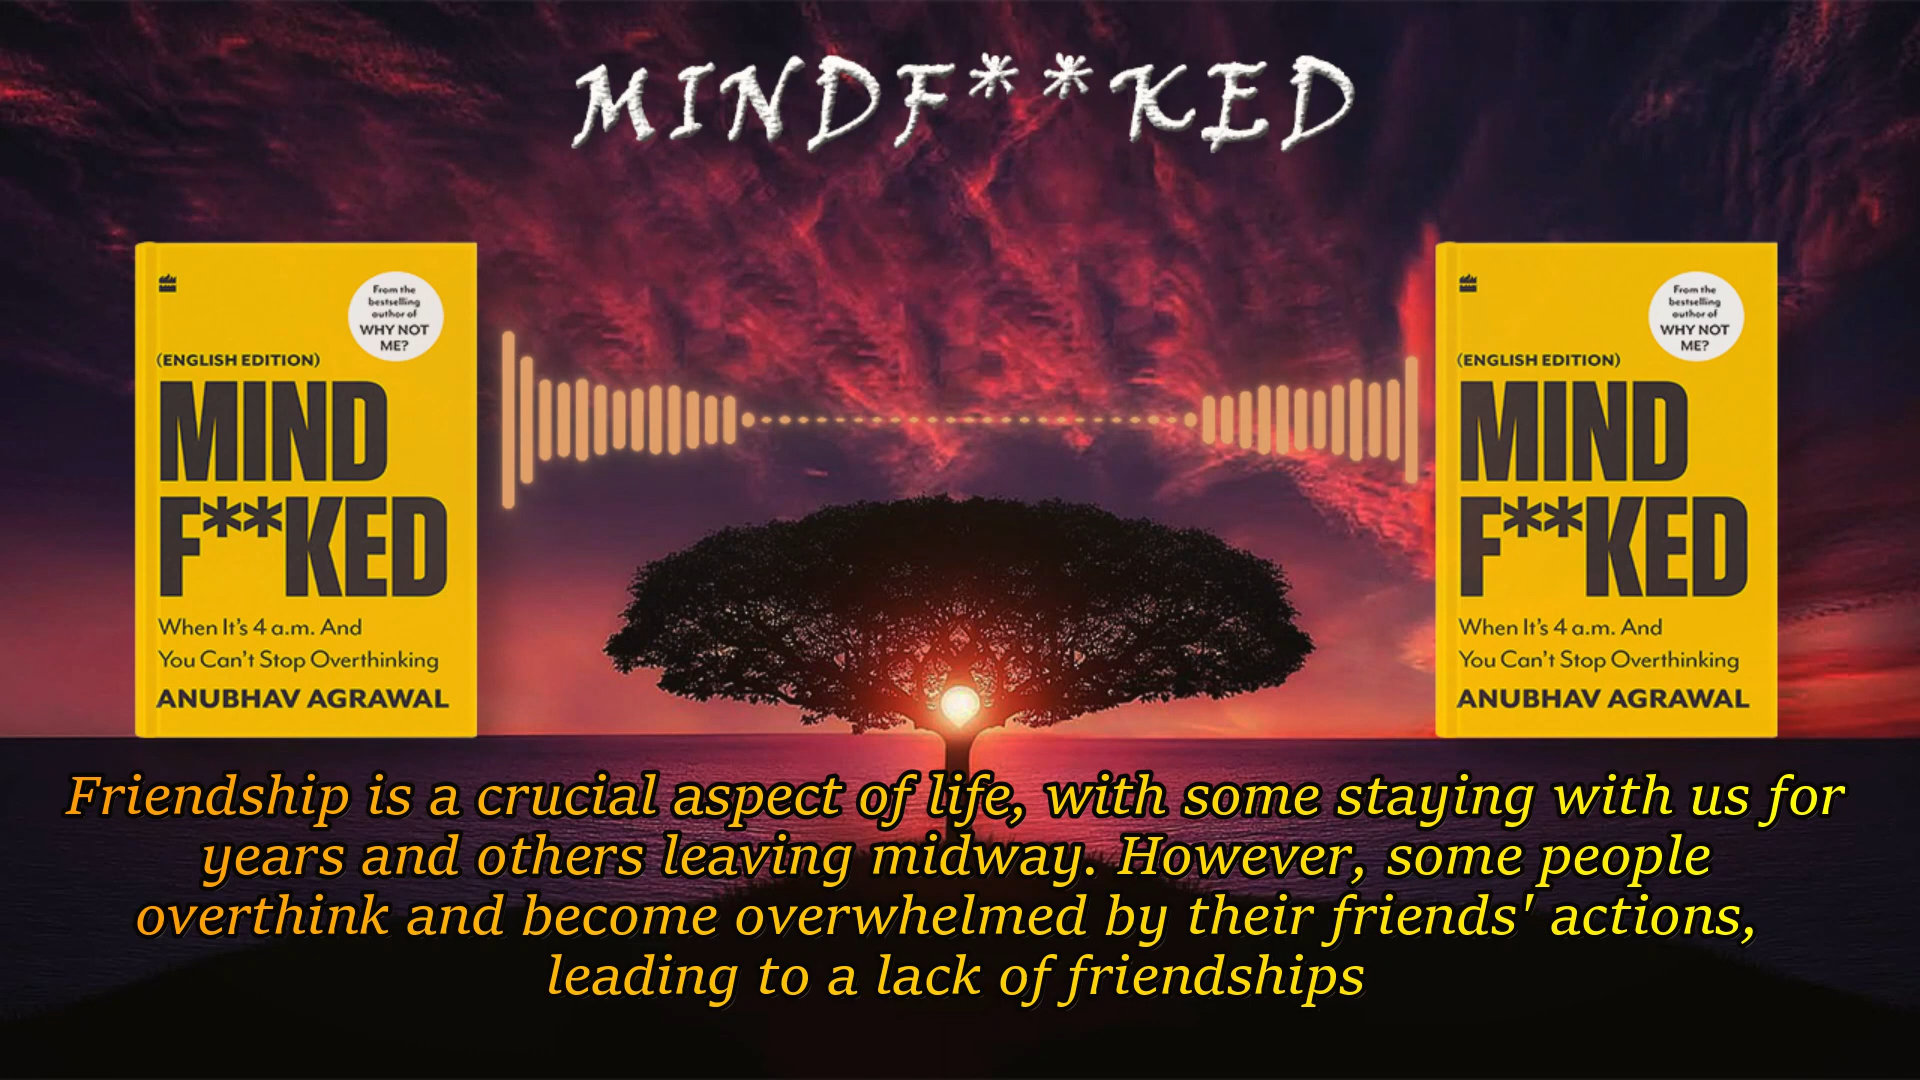 MINDF**KED
From the
bestselling
author of
WHY NOT
ME?
(ENGLISH EDITION)
MIND
F**KED
When It's 4 a.m. And
You Can't Stop Overthinking
ANUBHAV AGRAWAL
From the
bestselling
author of
WHY NOT
ME?
(ENGLISH EDITION)
MIND
F**KED
When It's 4 a.m. And
You Can't Stop Overthinking
ANUBHAV AGRAWAL
Friendship is a crucial aspect of life, with some staying with us for
years and others leaving midway. However, some people
overthink and become overwhelmed by their friends' actions,
leading to a lack of friendships